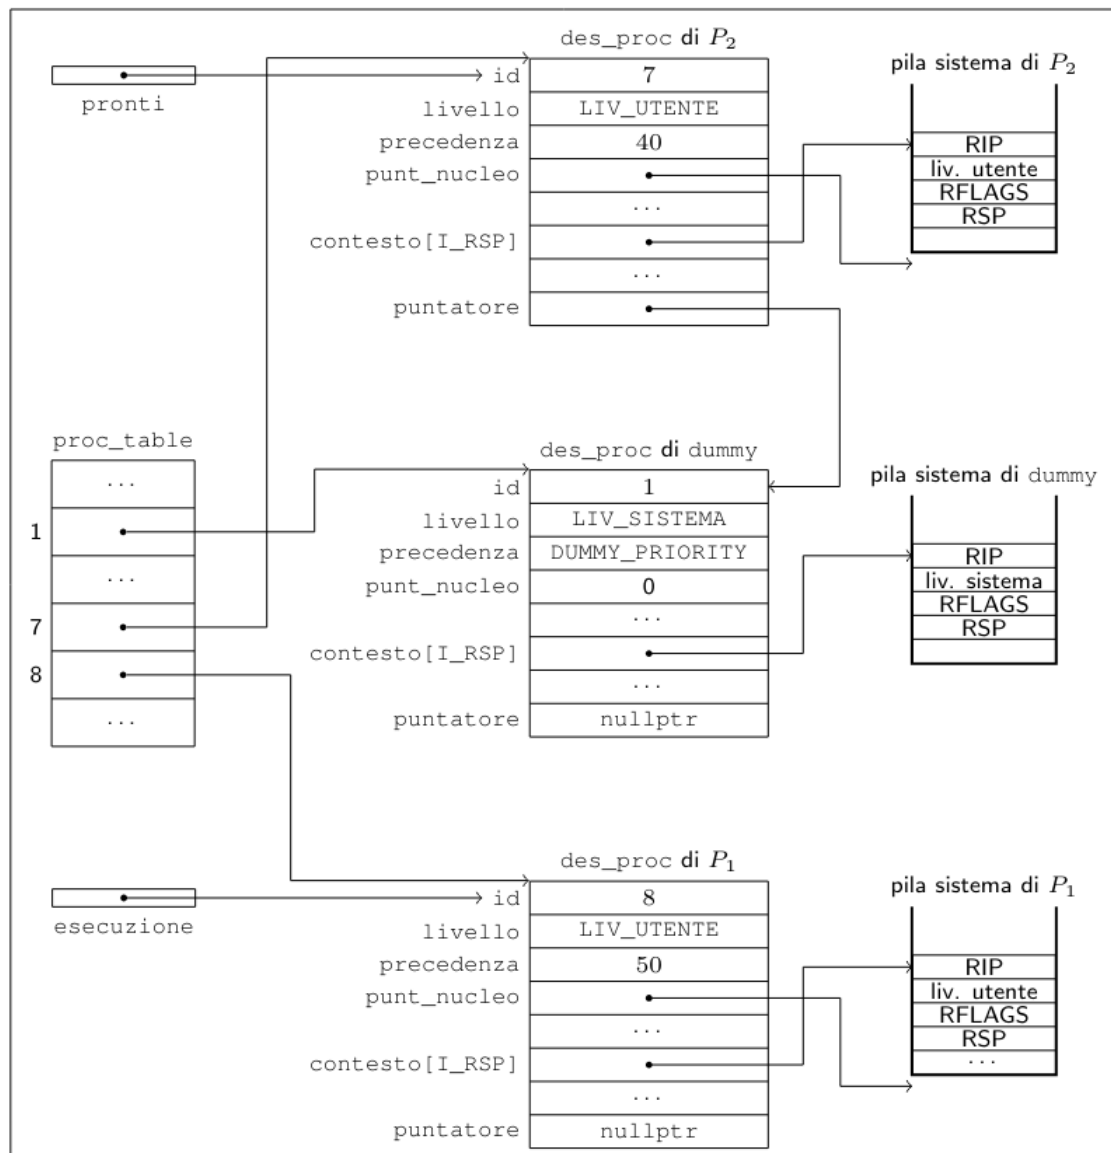 des_proc di P2
pronti
id 7
livello LIV_UTENTE
precedenza 40
punt_nucleo
...
contesto[I_RSP]
...
puntatore
pila sistema di P2
RIP
liv. utente
RFLAGS
RSP
proc_table
...
1
...
7
8
...
des_proc di dummy
id 1
livello LIV_SISTEMA
precedenza DUMMY_PRIORITY
punt_nucleo 0
...
contesto[I_RSP]
...
puntatore nullptr
pila sistema di dummy
RIP
liv. sistema
RFLAGS
RSP
des_proc di P1
esecuzione
id 8
livello LIV_UTENTE
precedenza 50
punt_nucleo
...
contesto[I_RSP]
...
puntatore nullptr
pila sistema di P1
RIP
liv. utente
RFLAGS
RSP
...